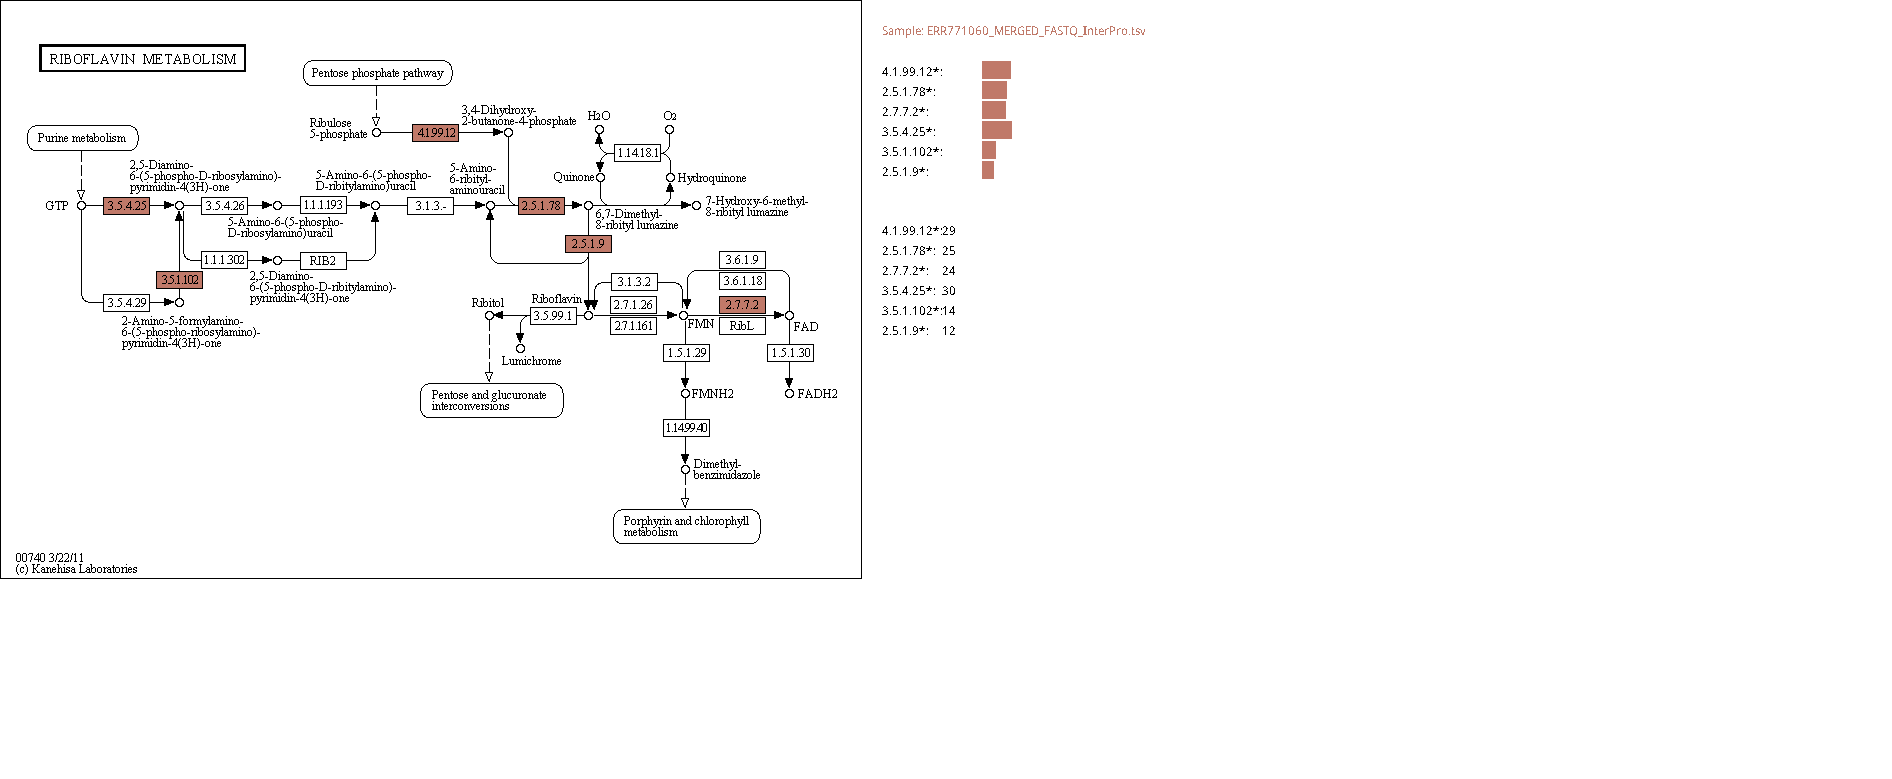 RIBOFLAVIN METABOLISM
Pentose phosphate pathway
Ribulose
5-phosphate
4.1.99.12
3,4-Dihydroxy-
2-butanone-4-phosphate
H2O
O2
1.14.18.1
Quinone
Hydroquinone
Purine metabolism
2,5-Diamino-
6-(5-phospho-D-ribosylamino)-
pyrimidin-4(3H)-one
5-Amino-6-(5-phospho-
D-ribitylamino)uracil
5-Amino-
6-ribityl-
aminouracil
GTP
3.5.4.25
3.5.4.26
1.1.1.193
3.1.3.-
2.5.1.78
7-Hydroxy-6-methyl-
8-ribityl lumazine
5-Amino-6-(5-phospho-
D-ribosylamino)uracil
6,7-Dimethyl-
8-ribityl lumazine
2.5.1.9
1.1.1.302
RIB2
3.5.1.102
2,5-Diamino-
6-(5-phospho-D-ribitylamino)-
pyrimidin-4(3H)-one
3.5.4.29
2-Amino-5-formylamino-
6-(5-phospho-ribosylamino)-
pyrimidin-4(3H)-one
3.6.1.9
3.6.1.18
3.1.3.2
2.7.1.26
2.7.1.161
2.7.7.2
RibL
Ribitol
Riboflavin
3.5.99.1
FMN
FAD
Lumichrome
1.5.1.29
1.5.1.30
Pentose and glucuronate
interconversions
FMNH2
FADH2
1.14.99.40
Dimethyl-
benzimidazole
Porphyrin and chlorophyll
metabolism
00740 3/22/11
(c) Kanehisa Laboratories
Sample: ERR771060_MERGED_FASTQ_InterPro.tsv
4.1.99.12*:
2.5.1.78*:
2.7.7.2*:
3.5.4.25*:
3.5.1.102*:
2.5.1.9*:
4.1.99.12*:29
2.5.1.78*: 25
2.7.7.2*: 24
3.5.4.25*: 30
3.5.1.102*:14
2.5.1.9*: 12